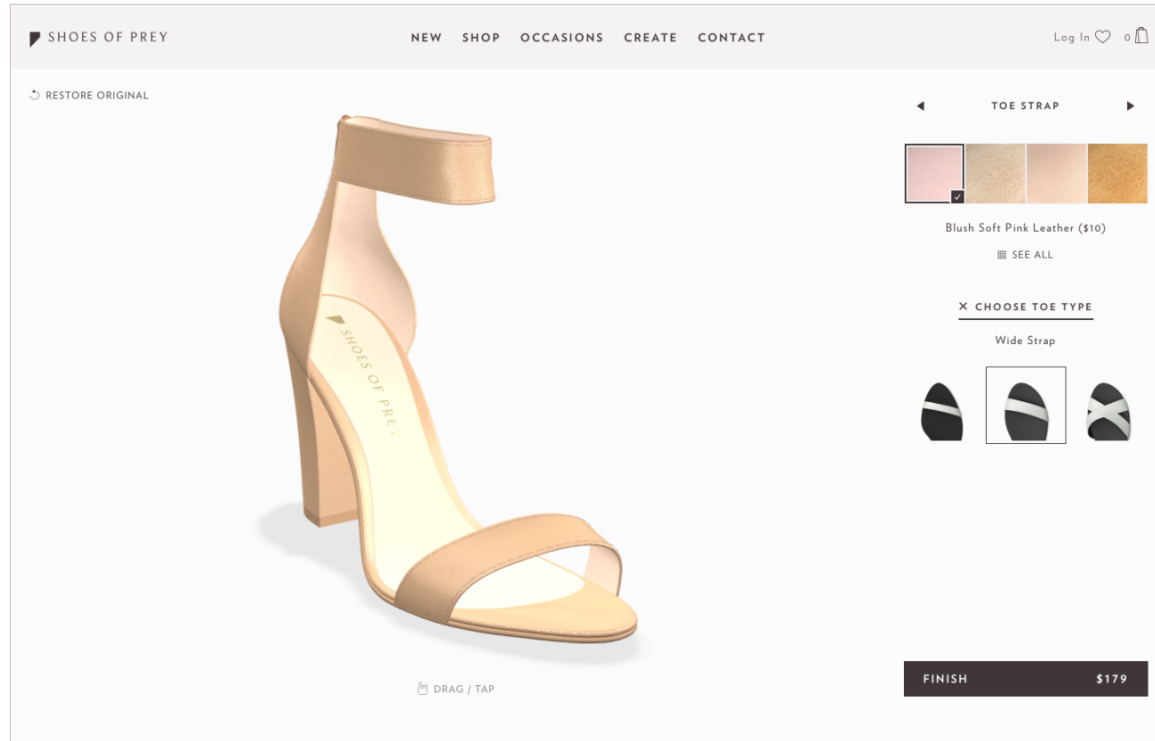 SHOES OF PREY
NEW SHOP OCCASIONS CREATE CONTACT
Log In 0
RESTORE ORIGINAL
TOE STRAP
Blush Soft Pink Leather ($10)
SEE ALL
× CHOOSE TOE TYPE
Wide Strap
SHOES OF PREY
DRAG / TAP
FINISH $179